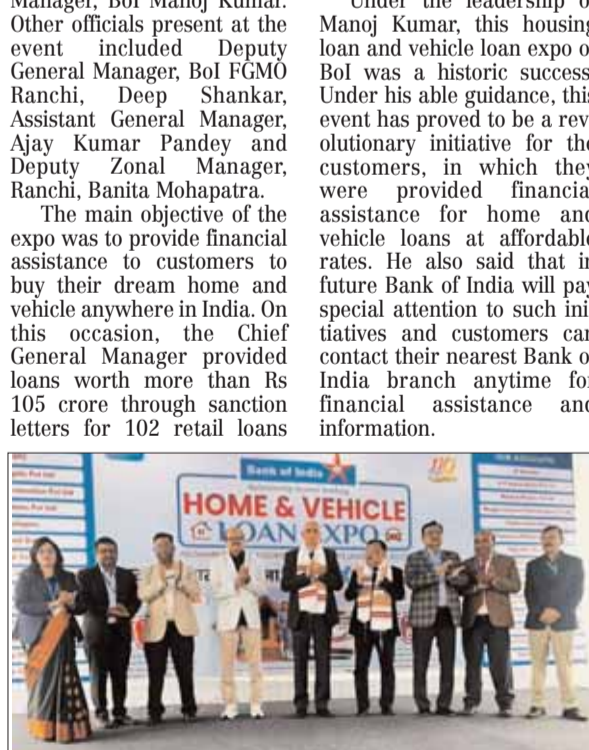 Manager, BoI Manoj Kumar.
Other officials present at the
event included Deputy
General Manager, BoI FGMO
Ranchi, Deep Shankar,
Assistant General Manager,
Ajay Kumar Pandey and
Deputy Zonal Manager,
Ranchi, Banita Mohapatra.
The main objective of the
expo was to provide financial
assistance to customers to
buy their dream home and
vehicle anywhere in India. On
this occasion, the Chief
General Manager provided
loans worth more than Rs
105 crore through sanction
letters for 102 retail loans
Under the leadership o
Manoj Kumar, this housing
loan and vehicle loan expo o
BoI was a historic success
Under his able guidance, this
event has proved to be a rev
olutionary initiative for the
customers, in which they
were provided financia
assistance for home and
vehicle loans at affordable
rates. He also said that in
future Bank of India will pay
special attention to such ini
tiatives and customers can
contact their nearest Bank o
India branch anytime for
financial assistance and
information.
Bank of India
HOME & VEHICLE
LOAN EXPO
110